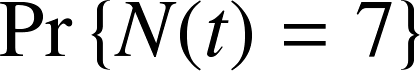 Pr {N(t) = 7}